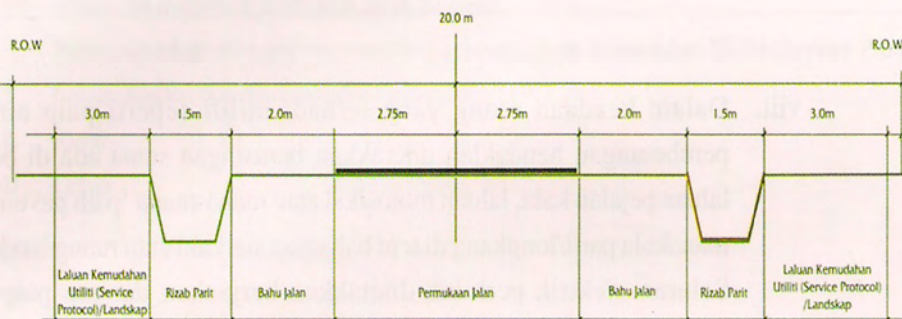 20.0 m
R.O.W
R.O.W
3.0m 1.5m 2.0m 2.75m 2.75m 2.0m 1.5m 3.0m
Laluan Kemudahan
Utiliti (Service
Protocol)/Landskap
Rizab Parit
Bahu Jalan
Permukaan Jalan
Bahu Jalan
Rizab Parit
Laluan Kemudahan
Utiliti (Service Protocol)
/Landskap